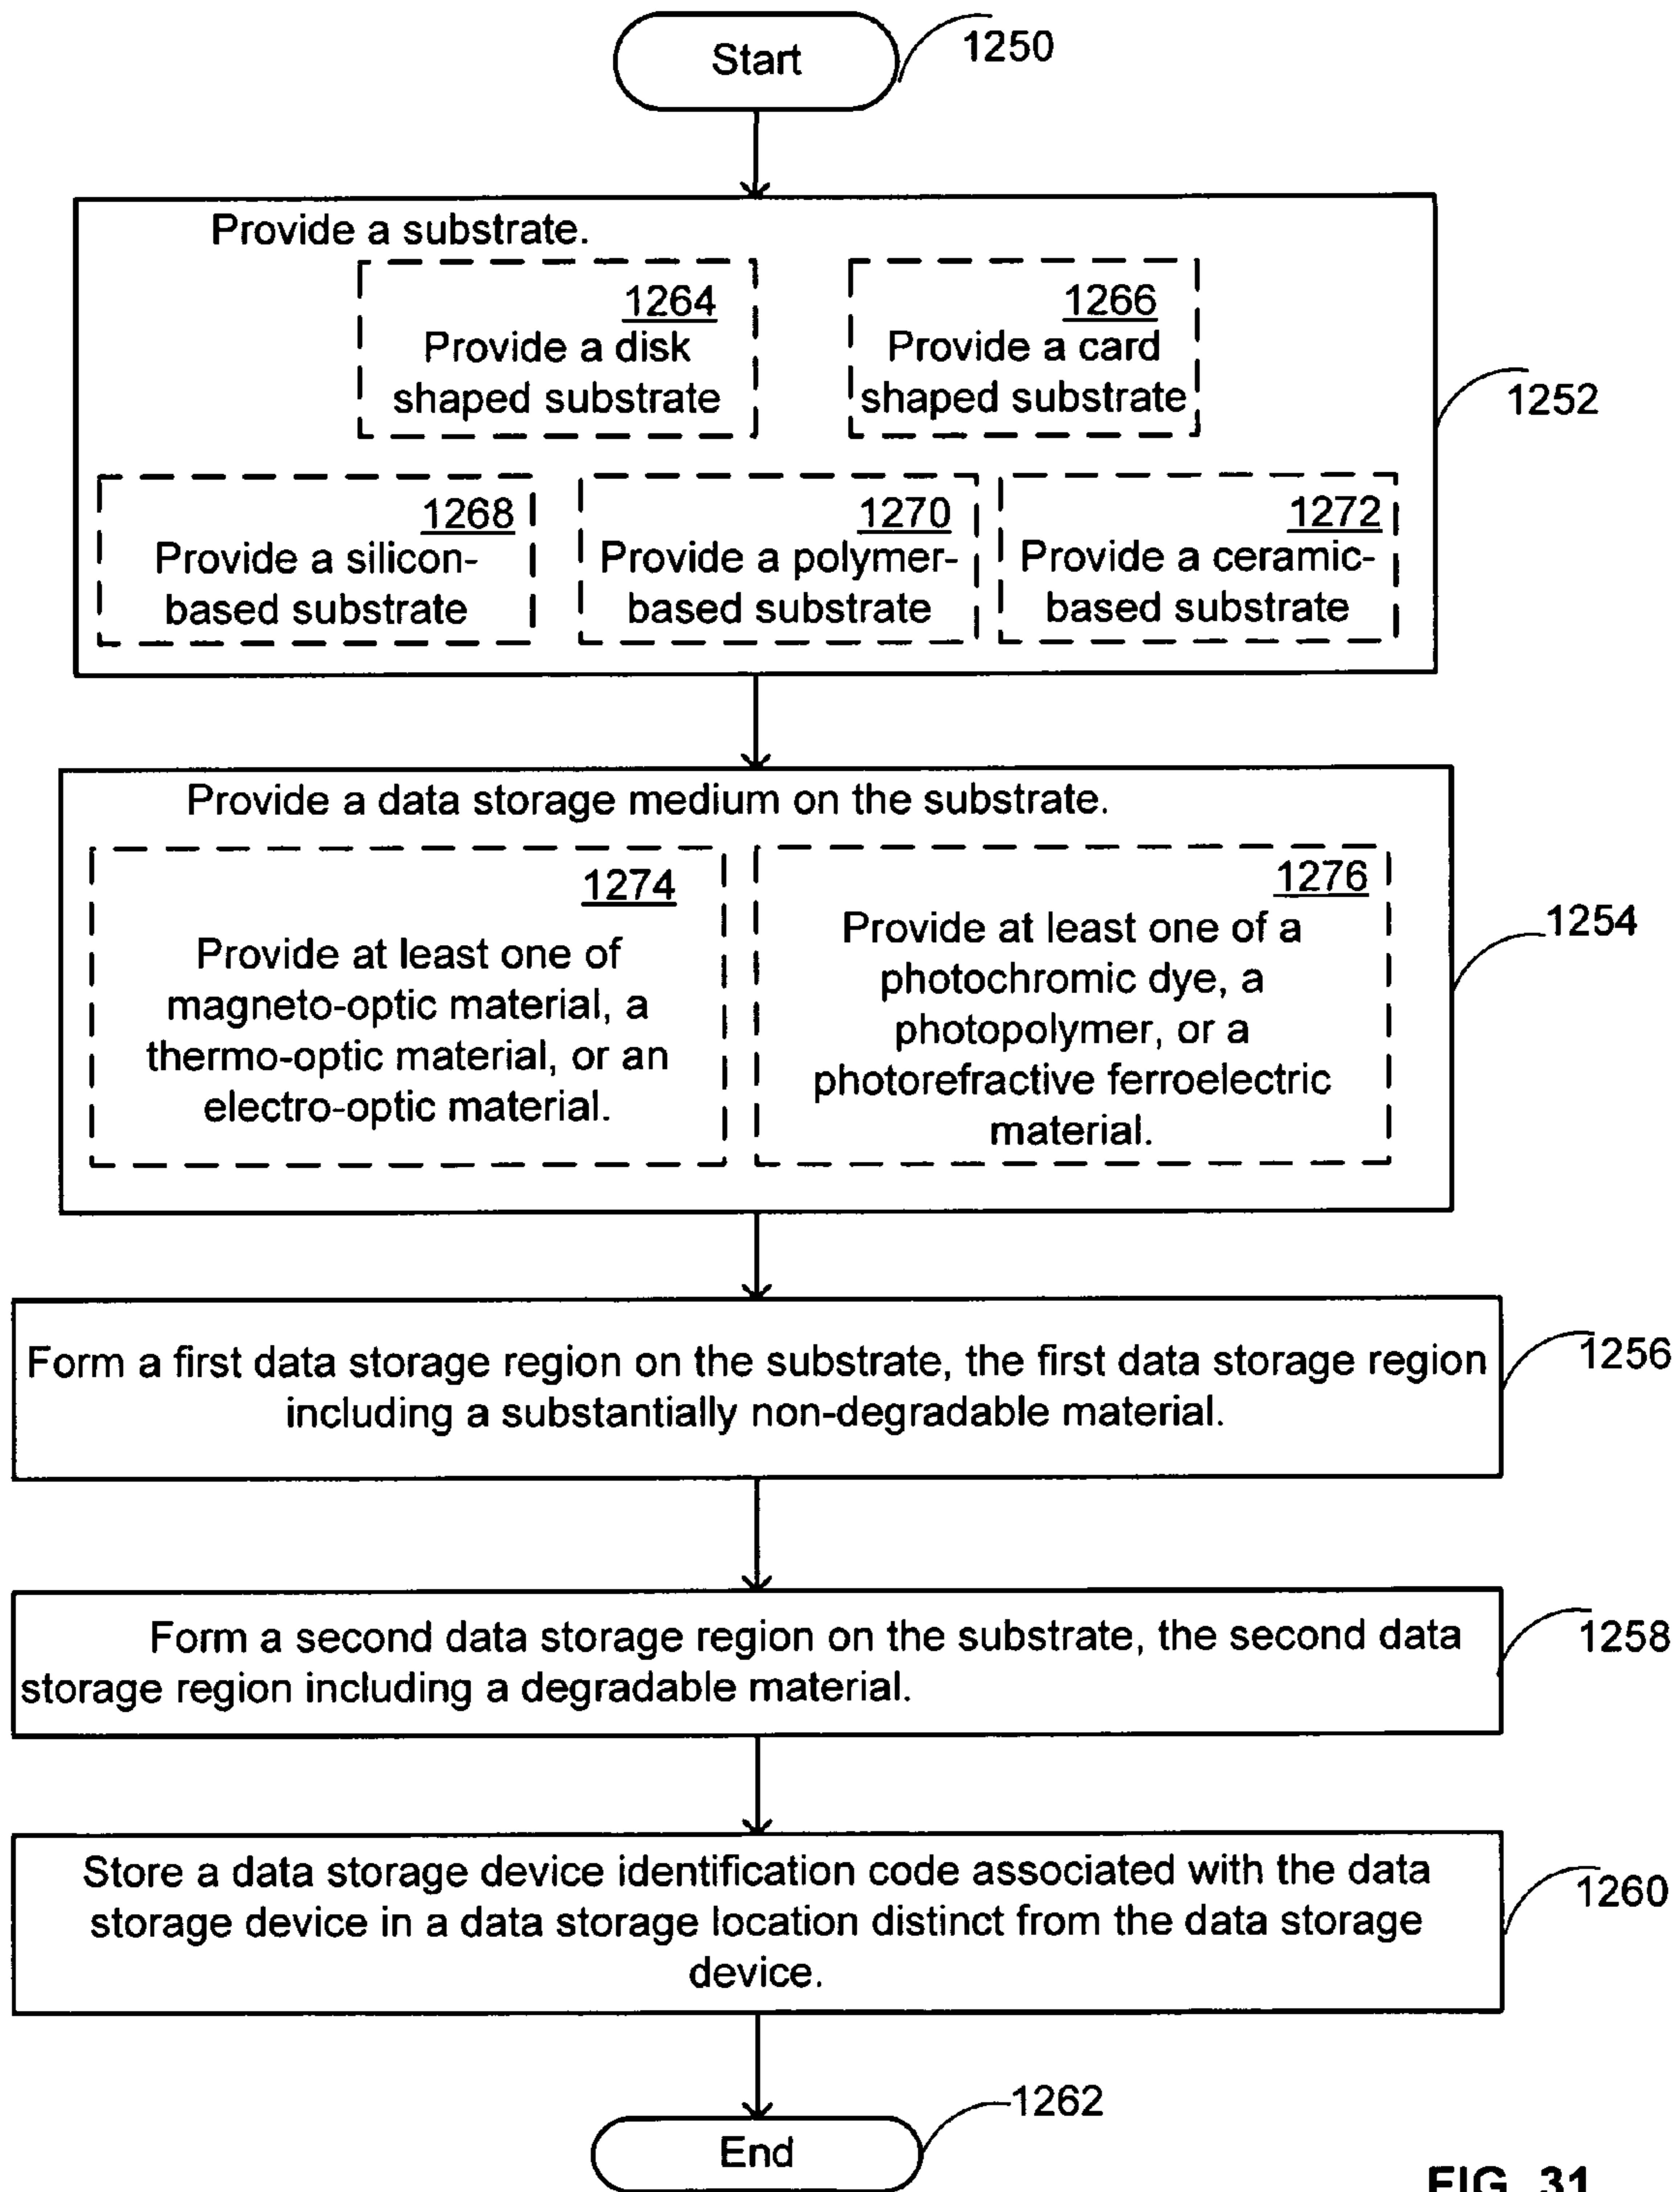 Start
1250
Provide a substrate.
1264
Provide a disk
shaped substrate
1266
Provide a card
shaped substrate
1252
1268
Provide a silicon-
based substrate
1270
Provide a polymer-
based substrate
1272
Provide a ceramic-
based substrate
Provide a data storage medium on the substrate.
1274
Provide at least one of
magneto-optic material, a
thermo-optic material, or an
electro-optic material.
1276
Provide at least one of a
photochromic dye, a
photopolymer, or a
photorefractive ferroelectric
material.
1254
Form a first data storage region on the substrate, the first data storage region
including a substantially non-degradable material.
1256
Form a second data storage region on the substrate, the second data
storage region including a degradable material.
1258
Store a data storage device identification code associated with the data
storage device in a data storage location distinct from the data storage
device.
1260
1262
End
FIG. 31